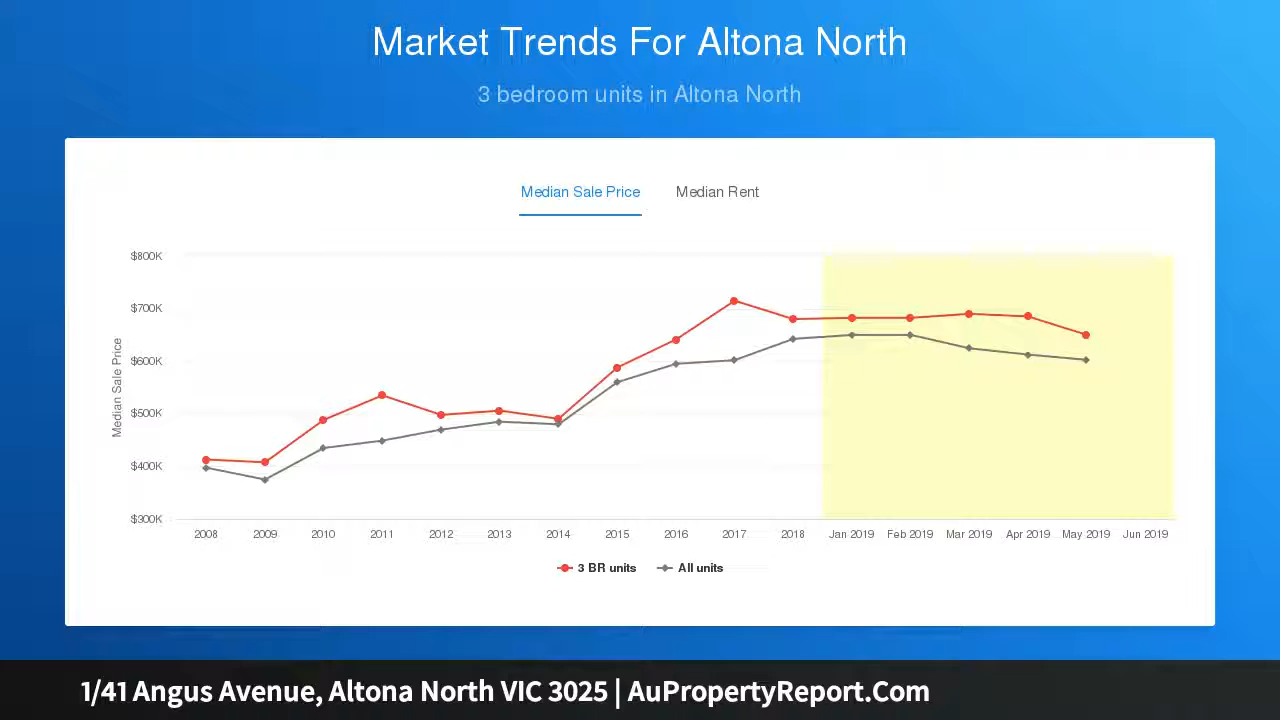 Market Trends For Altona North
3 bedroom units in Altona North
Median Sale Price Median Rent
Median Sale Price
$800K
$700K
$600K
$500K
$400K
$300K
2008 2009 2010 2011 2012 2013 2014 2015 2016 2017 2018 Jan 2019 Feb 2019 Mar 2019 Apr 2019 May 2019 Jun 2019
3 BR units All units
1/41 Angus Avenue, Altona North VIC 3025 | AuPropertyReport.Com